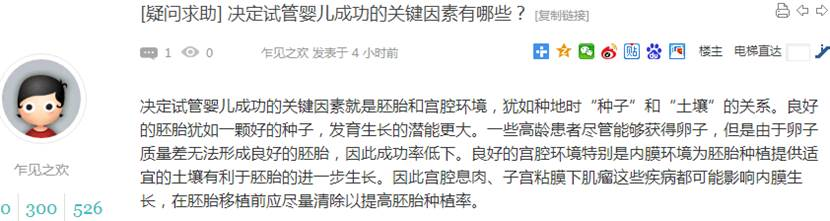 [疑问求助] 决定试管婴儿成功的关键因素有哪些？ [复制链接]
1 0 乍见之欢 发表于 4 小时前 楼主 电梯直达
决定试管婴儿成功的关键因素就是胚胎和宫腔环境，犹如种地时“种子”和“土壤”的关系。良好
的胚胎犹如一颗好的种子，发育生长的潜能更大。一些高龄患者尽管能够获得卵子，但是由于卵子
质量差无法形成良好的胚胎，因此成功率低下。良好的宫腔环境特别是内膜环境为胚胎种植提供适
宜的土壤有利于胚胎的进一步生长。因此宫腔息肉、子宫粘膜下肌瘤这些疾病都可能影响内膜生
长，在胚胎移植前应尽量清除以提高胚胎种植率。
乍见之欢
0 300 526